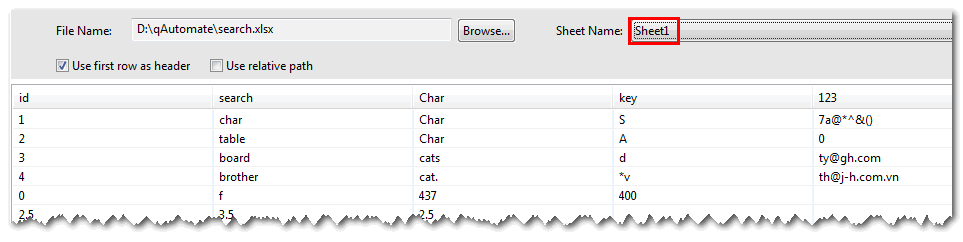 File Name: D:\qAutomate\search.xlsx Browse... Sheet Name: Sheet1
Use first row as header Use relative path
id search Char key 123
1 char Char S 7a@*^&()
2 table Char A 0
3 board cats d ty@gh.com
4 brother cat. *v th@j-h.com.vn
0 f 437 400
2.5 3.5 2.5